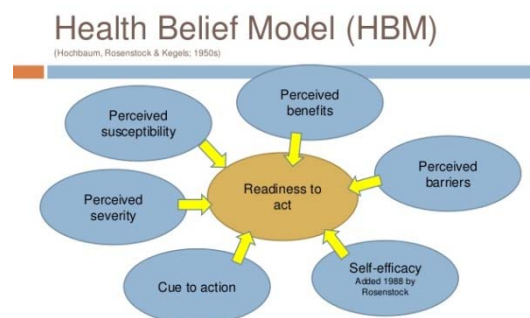 Health Belief Model (HBM)
(Hochbaum, Rosenstock & Kegels; 1950s)
Perceived
benefits
Perceived
susceptibility
Perceived
barriers
Readiness to
act
Perceived
severity
Self-efficacy
Added 1988 by
Rosenstock
Cue to action